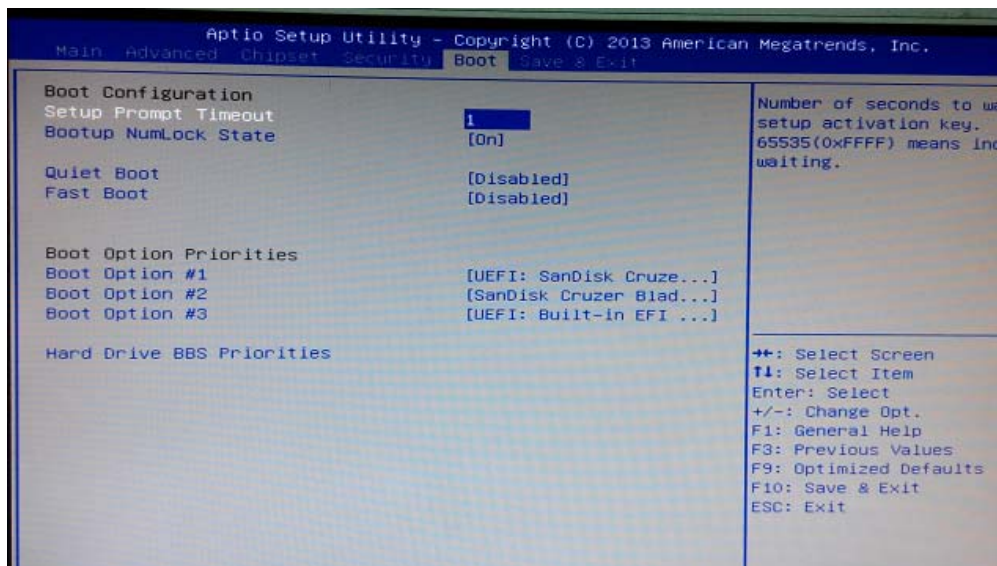 Aptio Setup Utility – Copyright (C) 2013 American Megatrends, Inc.
Main Advanced Chipset Security Boot Save & Exit
Boot Configuration
Setup Prompt Timeout 1
Bootup NumLock State [On]
Quiet Boot [Disabled]
Fast Boot [Disabled]
Boot Option Priorities
Boot Option #1 [UEFI: SanDisk Cruze...]
Boot Option #2 [SanDisk Cruzer Blad...]
Boot Option #3 [UEFI: Built-in EFI ...]
Hard Drive BBS Priorities
Number of seconds to
setup activation key.
65535(0xFFFF) means
waiting.
→←: Select Screen
↑↓: Select Item
Enter: Select
+/-: Change Opt.
F1: General Help
F3: Previous Values
F9: Optimized Defaults
F10: Save & Exit
ESC: Exit